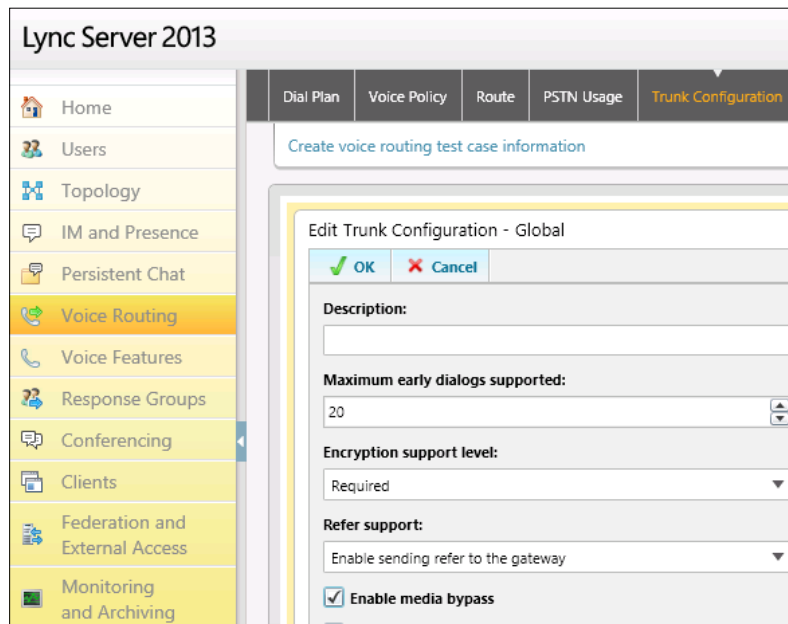 Lync Server 2013
Home
Users
Topology
IM and Presence
Persistent Chat
Voice Routing
Voice Features
Response Groups
Conferencing
Clients
Federation and
External Access
Monitoring
and Archiving
Dial Plan
Voice Policy
Route
PSTN Usage
Trunk Configuration
Create voice routing test case information
Edit Trunk Configuration - Global
OK
Cancel
Description:
Maximum early dialogs supported:
20
Encryption support level:
Required
Refer support:
Enable sending refer to the gateway
Enable media bypass